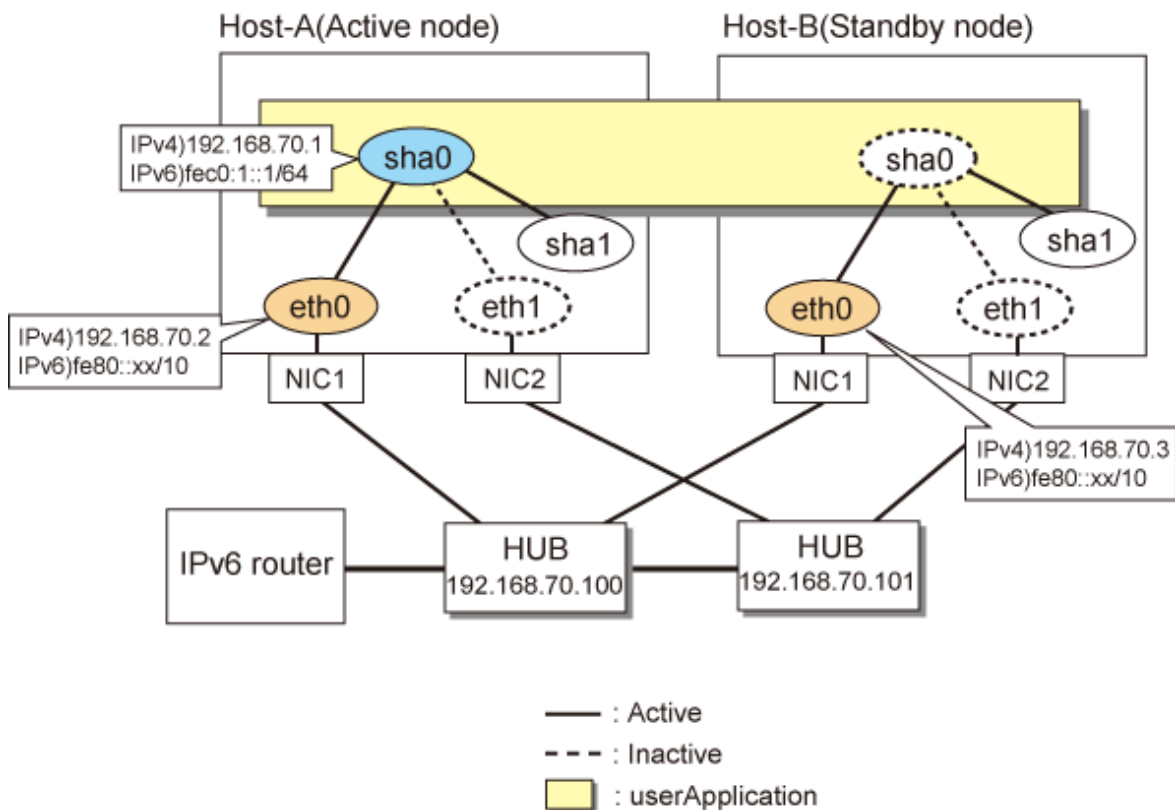 Host-A(Active node)
Host-B(Standby node)
IPv4)192.168.70.1
IPv6)fec0:1::1/64
sha0
sha0
sha1
sha1
eth0
eth1
eth0
eth1
IPv4)192.168.70.2
IPv6)fe80::xx/10
NIC1
NIC2
NIC1
NIC2
IPv4)192.168.70.3
IPv6)fe80::xx/10
IPv6 router
HUB
192.168.70.100
HUB
192.168.70.101
: Active
: Inactive
: userApplication